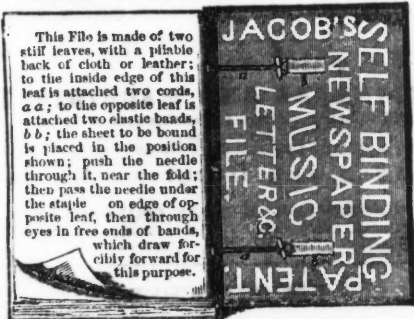 This File is made of two
stiff leaves, with a pliable
back of cloth or leather;
to the inside edge of this
leaf is attached two cords,
a a; to the opposite leaf is
attached two elastic bands,
b b; the sheet to be bound
is placed in the position
shown; push the needle
through it, near the fold;
then pass the needle under
the staple on edge of op-
posite leaf, then through
eyes in free ends of bands,
which draw for-
cibly forward for
this purpose.
JACOB'S
PATENT.
SELF BINDING
NEWSPAPER
MUSIC
LETTER &C.
FILE.